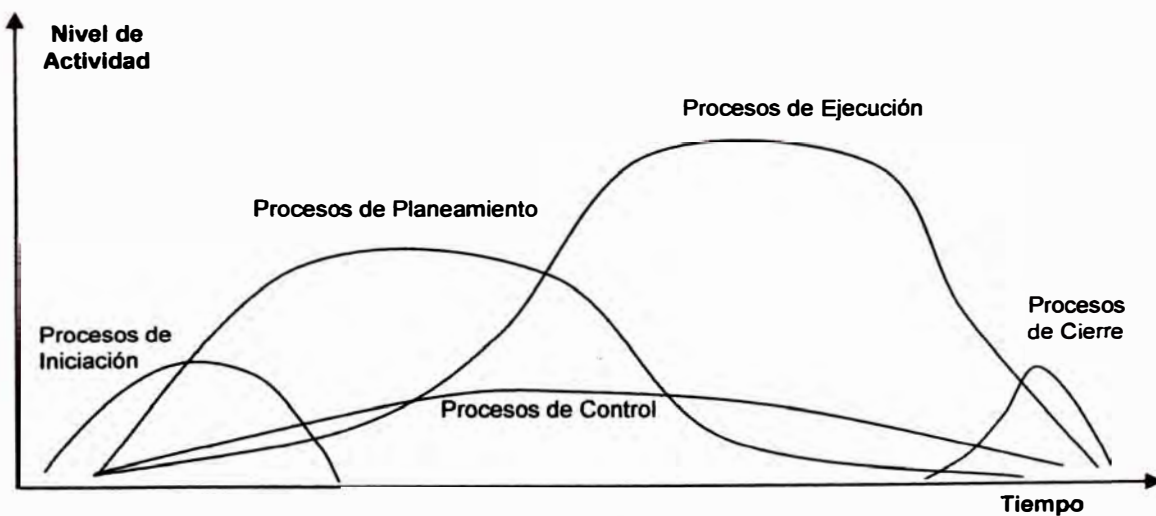 Nivel de
Actividad
Procesos de Ejecución
Procesos de Planeamiento
Procesos de
Iniciación
Procesos
de Cierre
Procesos de Control
Tiempo